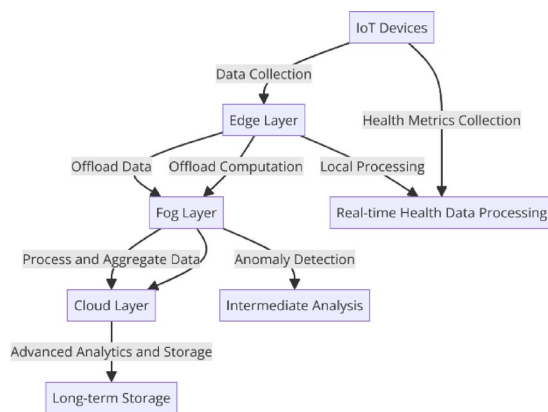 IoT Devices
Data Collection
Health Metrics Collection
Edge Layer
Offload Data
Offload Computation
Local Processing
Fog Layer
Real-time Health Data Processing
Process and Aggregate Data
Anomaly Detection
Cloud Layer
Intermediate Analysis
Advanced Analytics and Storage
Long-term Storage